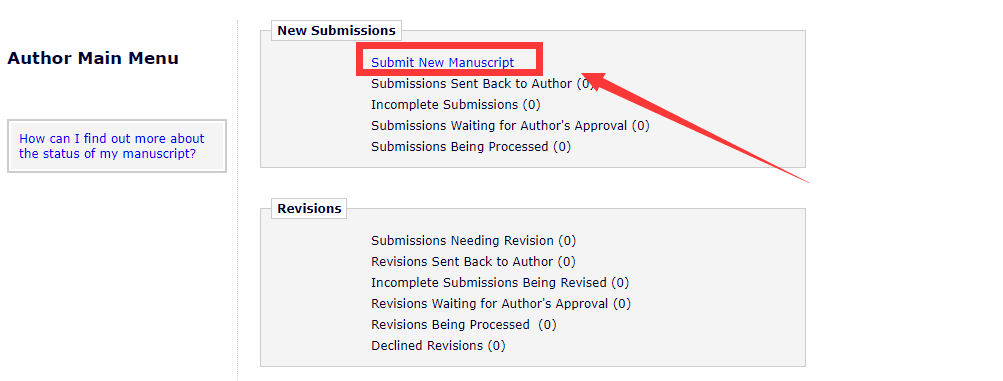 Author Main Menu
How can I find out more about
the status of my manuscript?
New Submissions
Submit New Manuscript
Submissions Sent Back to Author (0)
Incomplete Submissions (0)
Submissions Waiting for Author's Approval (0)
Submissions Being Processed (0)
Revisions
Submissions Needing Revision (0)
Revisions Sent Back to Author (0)
Incomplete Submissions Being Revised (0)
Revisions Waiting for Author's Approval (0)
Revisions Being Processed  (0)
Declined Revisions (0)